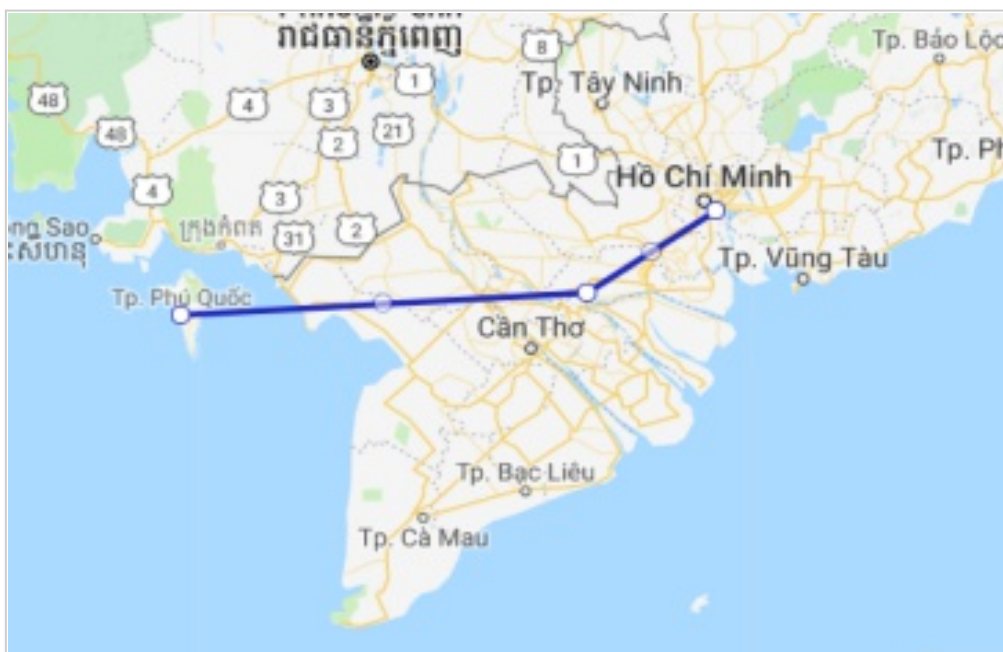 រាជធានីភ្នំពេញ
8
Tp. Bảo Lộc
48
4
3
1
Tp. Tây Ninh
48
2
21
1
Tp. Ph
4
3
Hồ Chí Minh
ong Sao
ក្រុងកំពត
31
2
Tp. Vũng Tàu
Tp. Phú Quốc
Cần Thơ
Tp. Bạc Liêu
Tp. Cà Mau